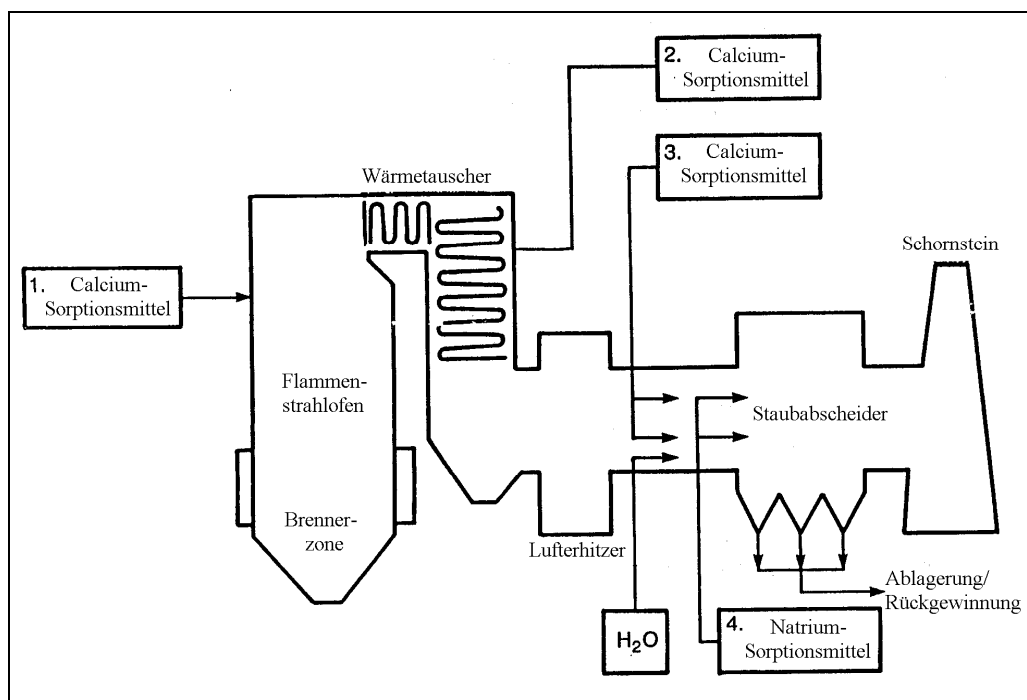 2. Calcium-
Sorptionsmittel
3. Calcium-
Sorptionsmittel
Wärmetauscher
Schornstein
1. Calcium-
Sorptionsmittel
Flammen-
strahlofen
Staubabscheider
Brenner-
zone
Lufterhitzer
Ablagerung/
Rückgewinnung
H₂O
4. Natrium-
Sorptionsmittel